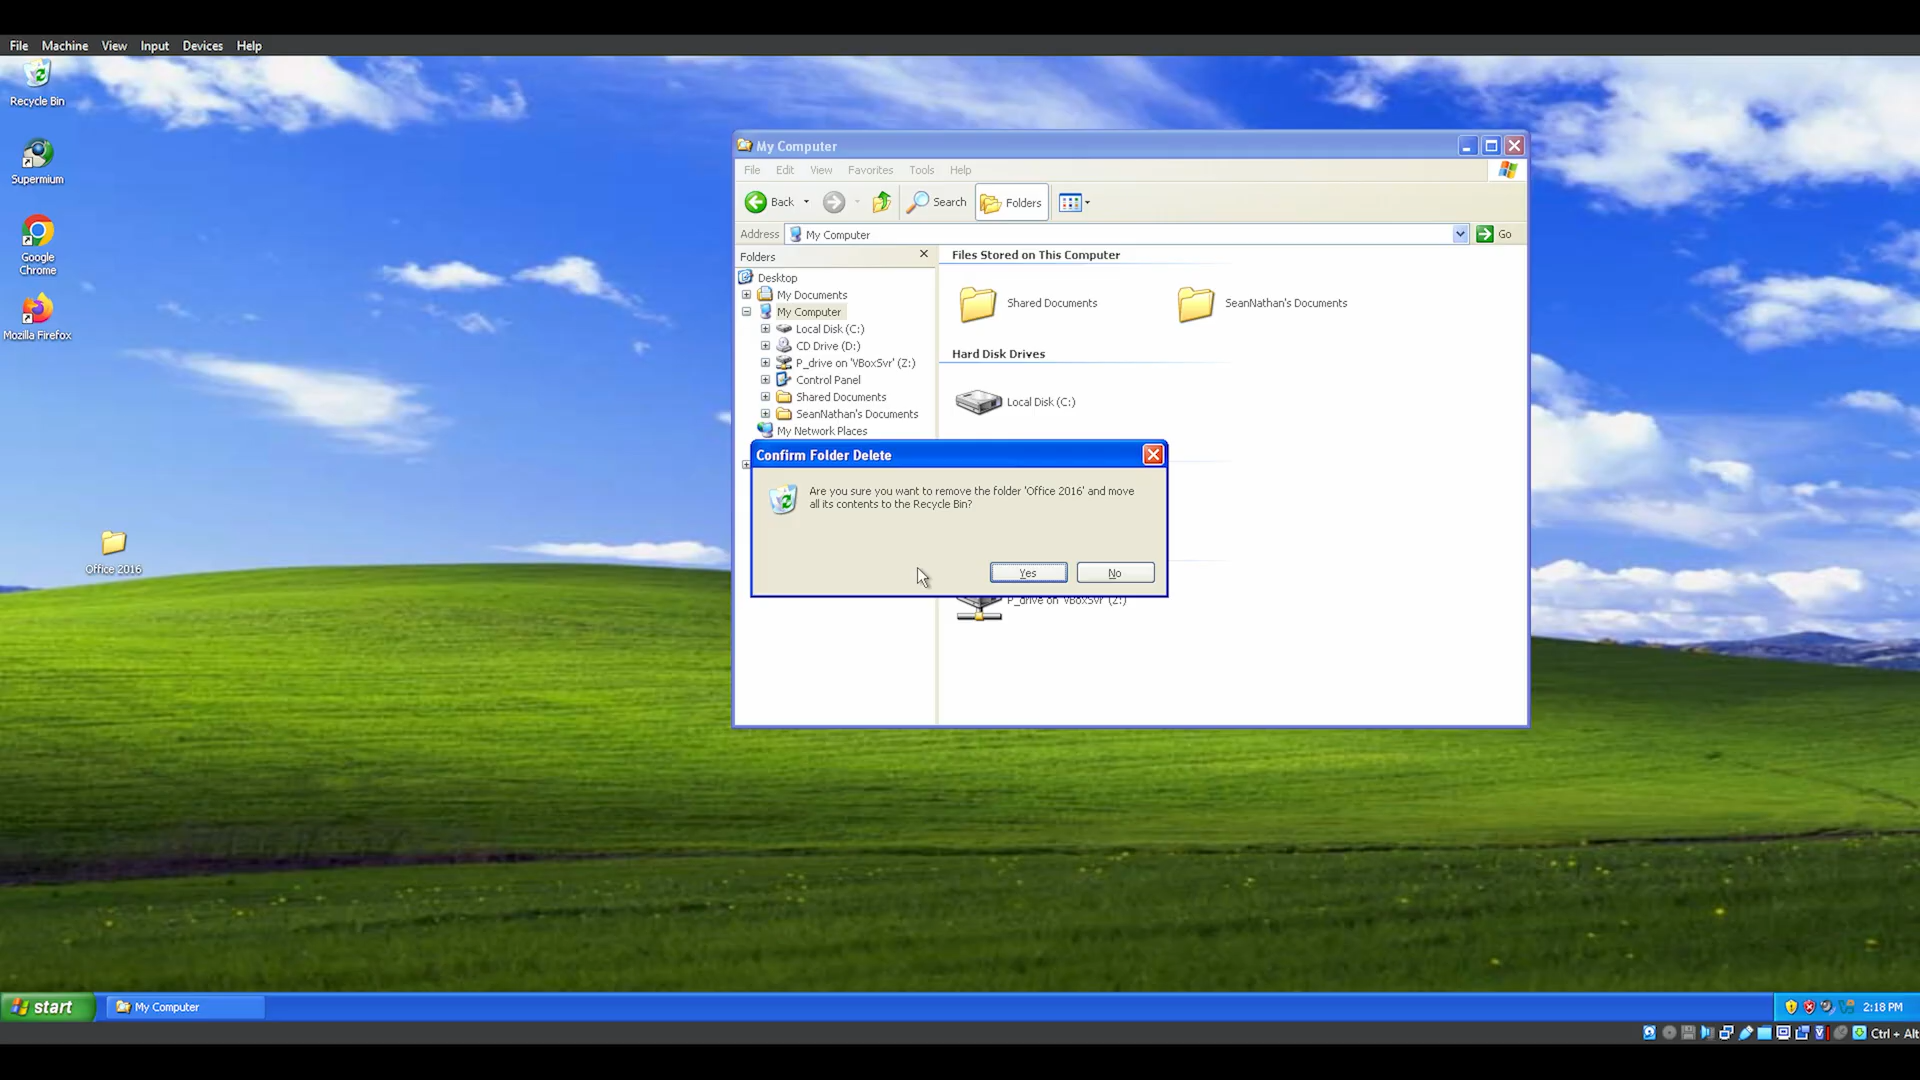 File Machine View Input Devices Help
Recycle Bin
Supermium
Google
Chrome
Mozilla Firefox
Office 2016
My Computer
File Edit View Favorites Tools Help
Back Search Folders
Address My Computer Go
Folders
Desktop
My Documents
My Computer
Local Disk (C:)
CD Drive (D:)
P_drive on 'VBoxSvr' (Z:)
Control Panel
Shared Documents
SeanNathan's Documents
My Network Places
Files Stored on This Computer
Shared Documents SeanNathan's Documents
Hard Disk Drives
Local Disk (C:)
Confirm Folder Delete
Are you sure you want to remove the folder 'Office 2016' and move
all its contents to the Recycle Bin?
Yes No
P_drive on 'VBoxSvr' (Z:)
start My Computer 2:18 PM
Ctrl + Alt